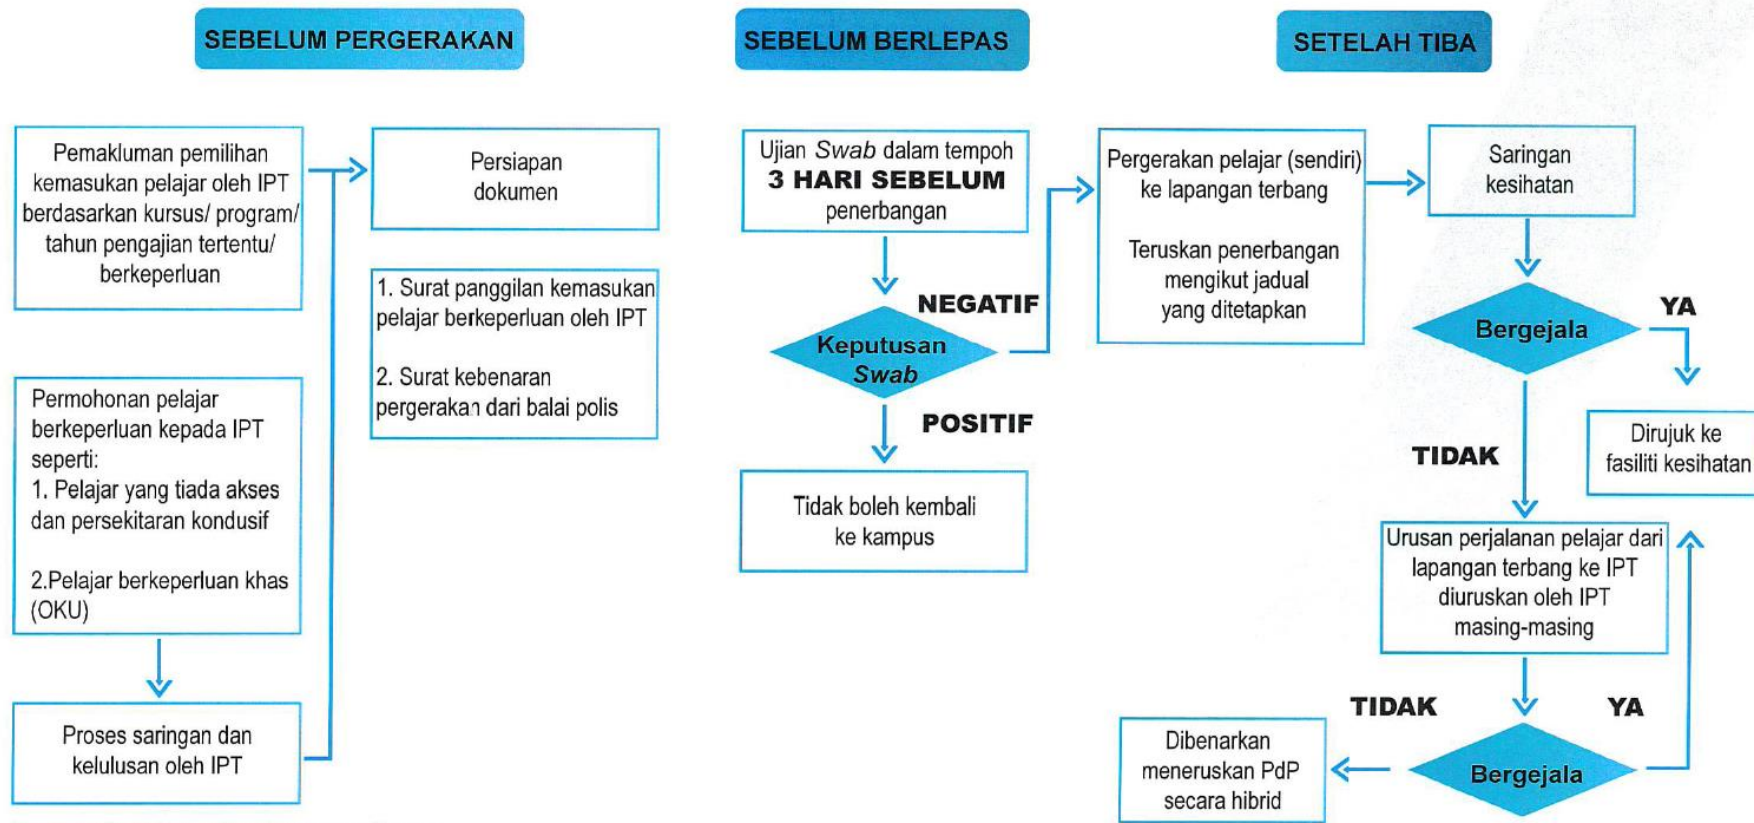 SEBELUM PERGERAKAN
Pemakluman pemilihan
kemasukan pelajar oleh IPT
berdasarkan kursus/ program/
tahun pengajian tertentu/
berkeperluan
Permohonan pelajar
berkeperluan kepada IPT
seperti:
1. Pelajar yang tiada akses
dan persekitaran kondusif
2.Pelajar berkeperluan khas
(OKU)
Proses saringan dan
kelulusan oleh IPT
Persiapan
dokumen
1. Surat panggilan kemasukan
pelajar berkeperluan oleh IPT
2. Surat kebenaran
pergerakan dari balai polis
SEBELUM BERLEPAS
Ujian Swab dalam tempoh
3 HARI SEBELUM
penerbangan
NEGATIF
Keputusan
Swab
POSITIF
Tidak boleh kembali
ke kampus
Pergerakan pelajar (sendiri)
ke lapangan terbang
Teruskan penerbangan
mengikut jadual
yang ditetapkan
SETELAH TIBA
Saringan
kesihatan
YA
Bergejala
Dirujuk ke
fasiliti kesihatan
TIDAK
Urusan perjalanan pelajar dari
lapangan terbang ke IPT
diuruskan oleh IPT
masing-masing
TIDAK
YA
Bergejala
Dibenarkan
meneruskan PdP
secara hibrid